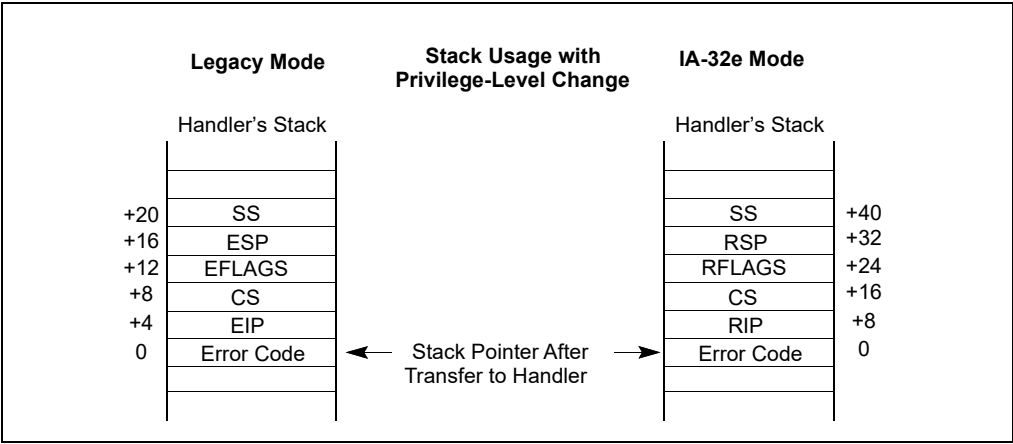 Legacy Mode
Stack Usage with
Privilege-Level Change
IA-32e Mode
Handler’s Stack
Handler’s Stack
+20 SS SS +40
+16 ESP RSP +32
+12 EFLAGS RFLAGS +24
+8 CS CS +16
+4 EIP RIP +8
0 Error Code Stack Pointer After Error Code 0
Transfer to Handler